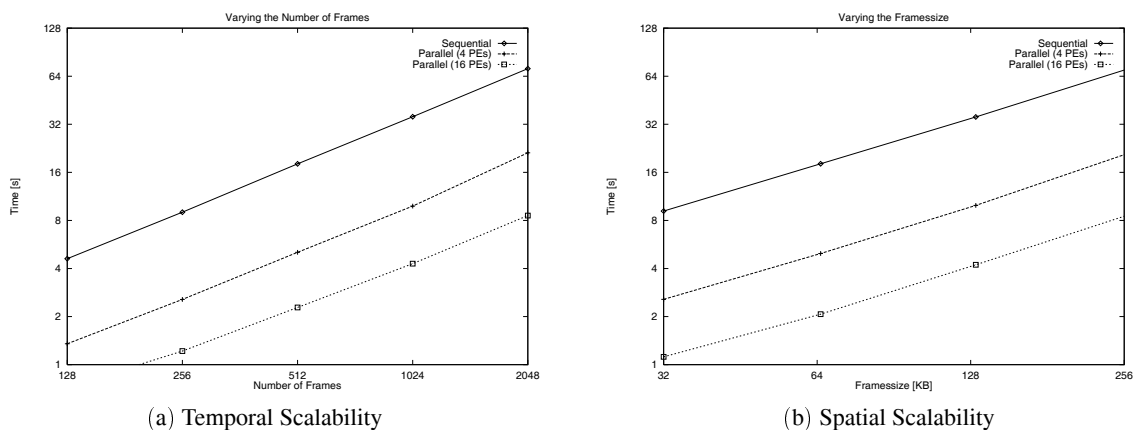 Varying the Number of Frames
128
64
32
16
8
4
2
1
Time [s]
Sequential
Parallel (4 PEs)
Parallel (16 PEs)
128 256 512 1024 2048
Number of Frames
(a) Temporal Scalability
Varying the Framessize
128
64
32
16
8
4
2
1
Time [s]
Sequential
Parallel (4 PEs)
Parallel (16 PEs)
32 64 128 256
Framessize [KB]
(b) Spatial Scalability